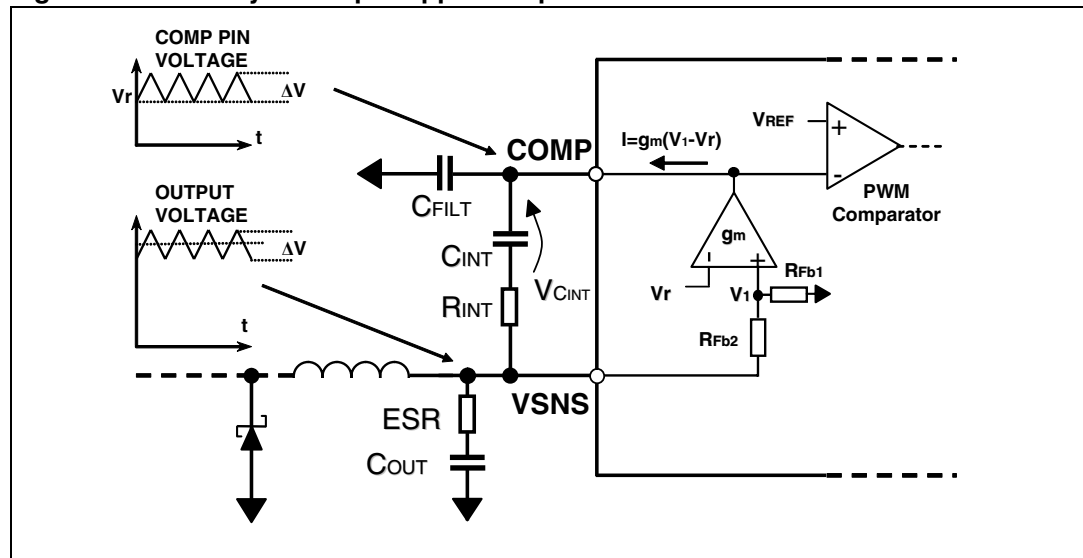 COMP PIN
VOLTAGE
Vr
ΔV
t
OUTPUT
VOLTAGE
ΔV
t
COMP
I=gm(V1-Vr)
VREF
+
-
PWM
Comparator
CFILT
CINT
VCINT
RINT
gm
-
+
Vr
V1
RFb1
RFb2
VSNS
ESR
COUT